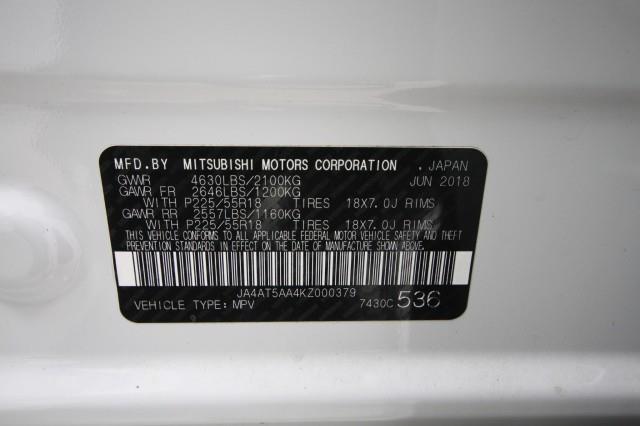 MFD.BY MITSUBISHI MOTORS CORPORATION . JAPAN
GVWR 4630LBS/2100KG JUN 2018
GAWR FR 2646LBS/1200KG
WITH P225/55R18 TIRES 18X7.0J RIMS
GAWR RR 2557LBS/1160KG
WITH P225/55R18 TIRES 18X7.0J RIMS
THIS VEHICLE CONFORMS TO ALL APPLICABLE FEDERAL MOTOR VEHICLE SAFETY AND THEFT
PREVENTION STANDARDS IN EFFECT ON THE DATE OF MANUFACTURE SHOWN ABOVE.
JA4AT5AA4KZ000379
VEHICLE TYPE: MPV 7430C 536